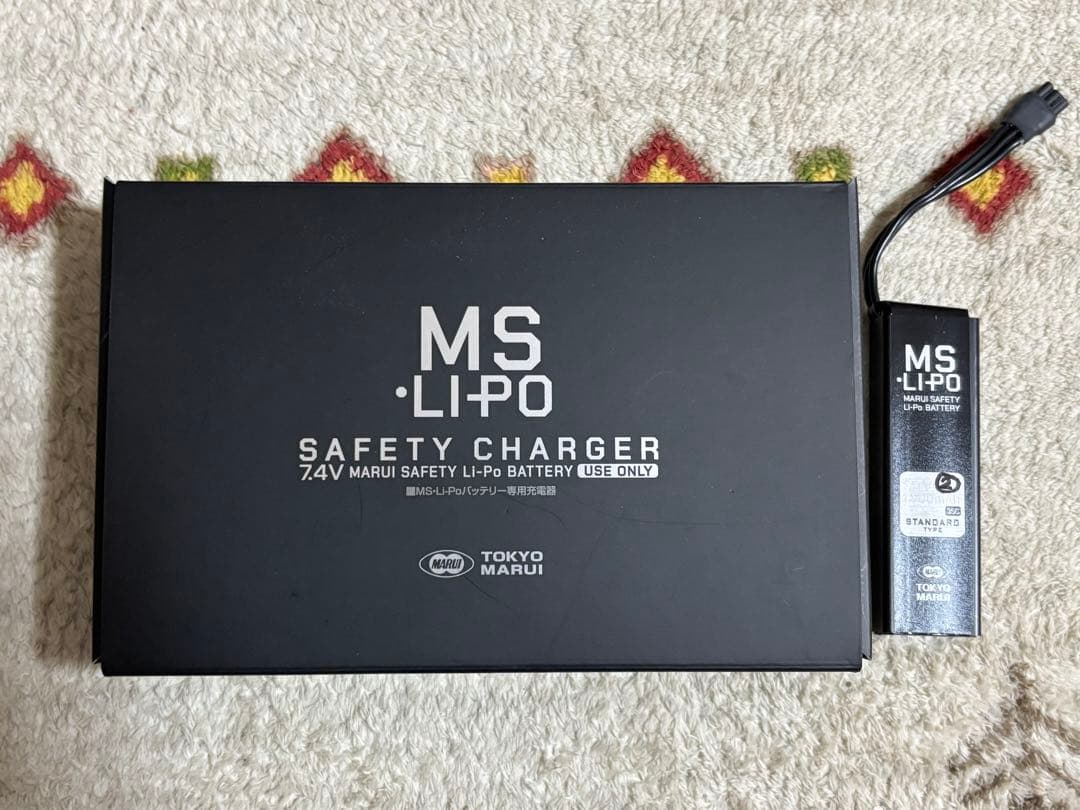 MS
・LI-PO
SAFETY CHARGER
7.4V MARUI SAFETY Li-Po BATTERY USE ONLY
■MS・Li-Poバッテリー専用充電器
MARUI
TOKYO
MARUI
MS
・LI-PO
MARUI SAFETY
Li-Po BATTERY
STANDARD
TYPE
TOKYO
MARUI